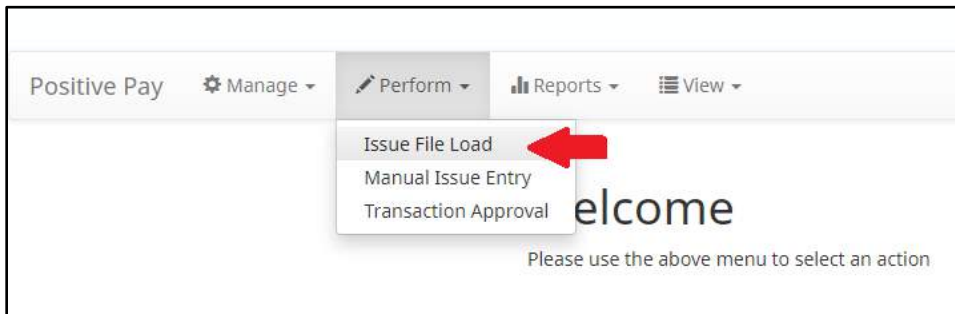 Positive Pay Manage Perform Reports View
Issue File Load
Manual Issue Entry
Transaction Approval
elcome
Please use the above menu to select an action